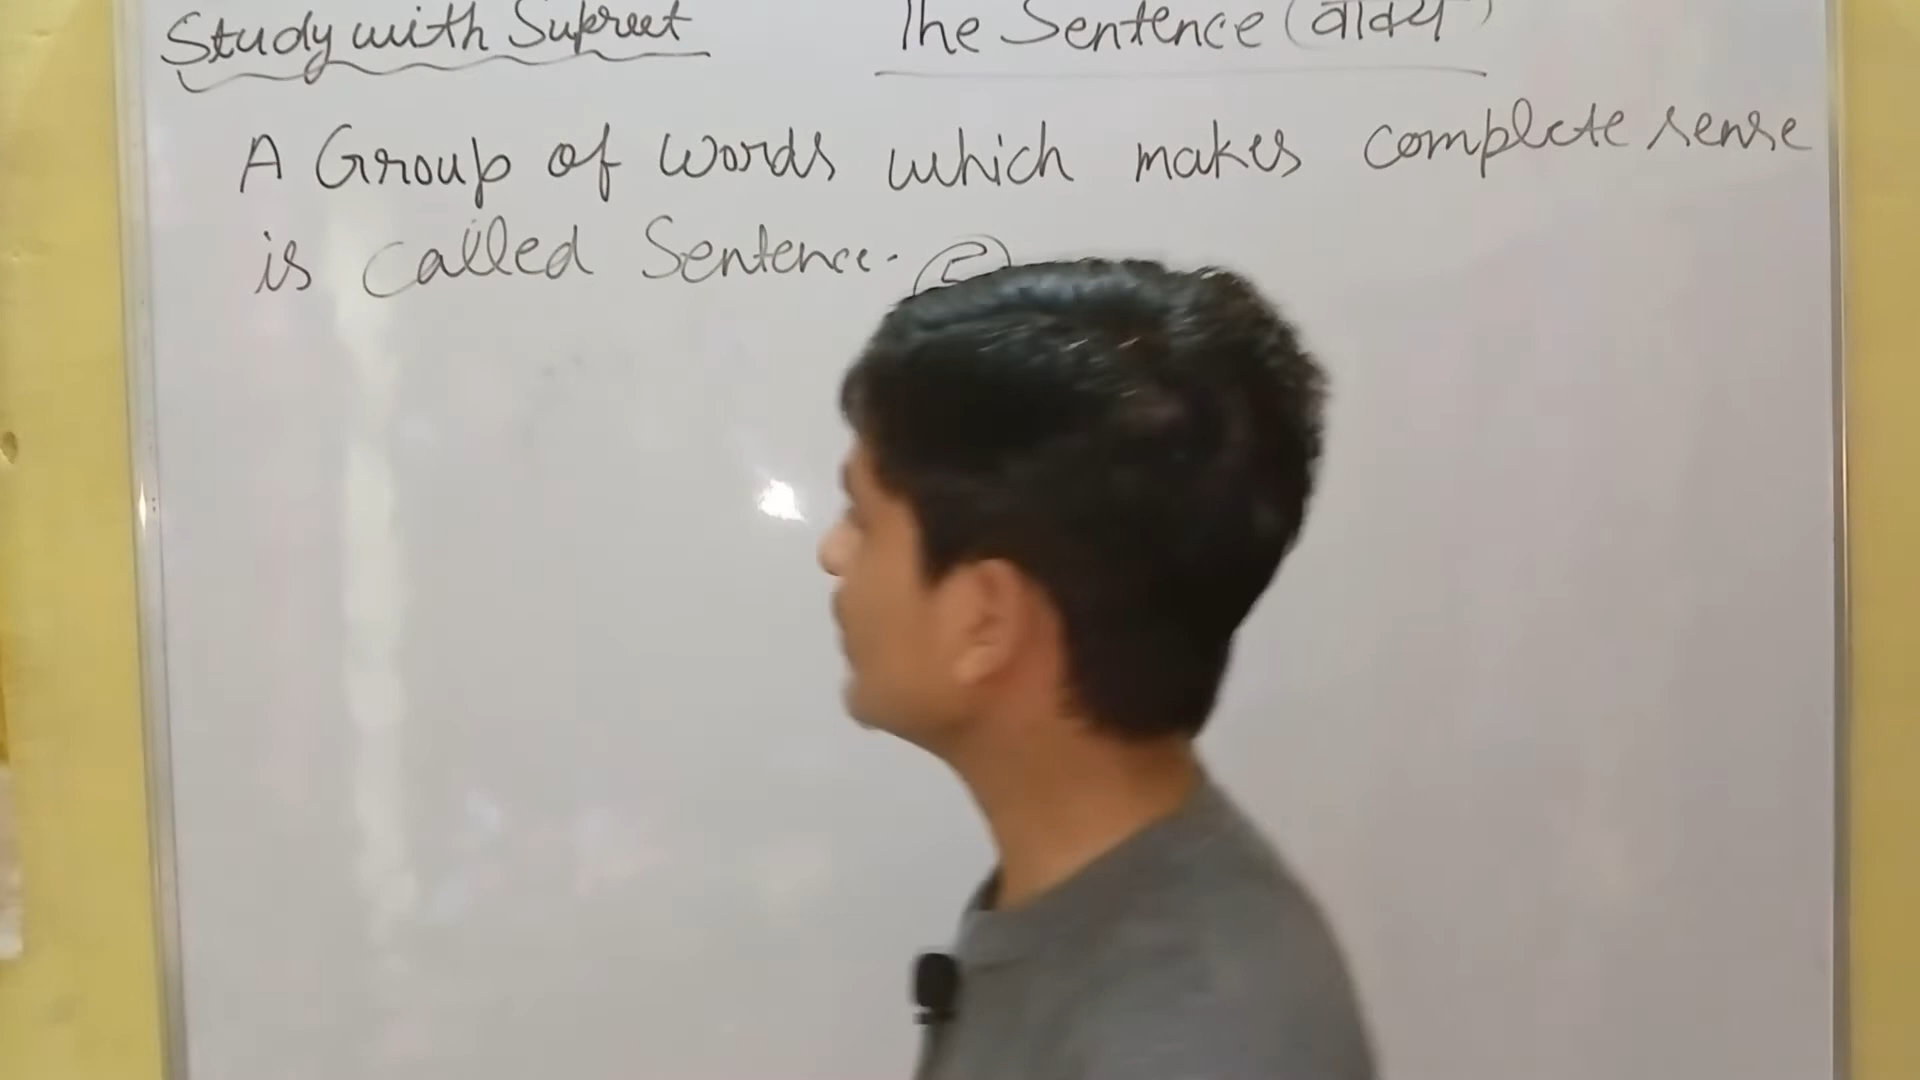 Study with Supreet
The Sentence (वाक्य)
A Group of words which makes complete sense
is called Sentence.